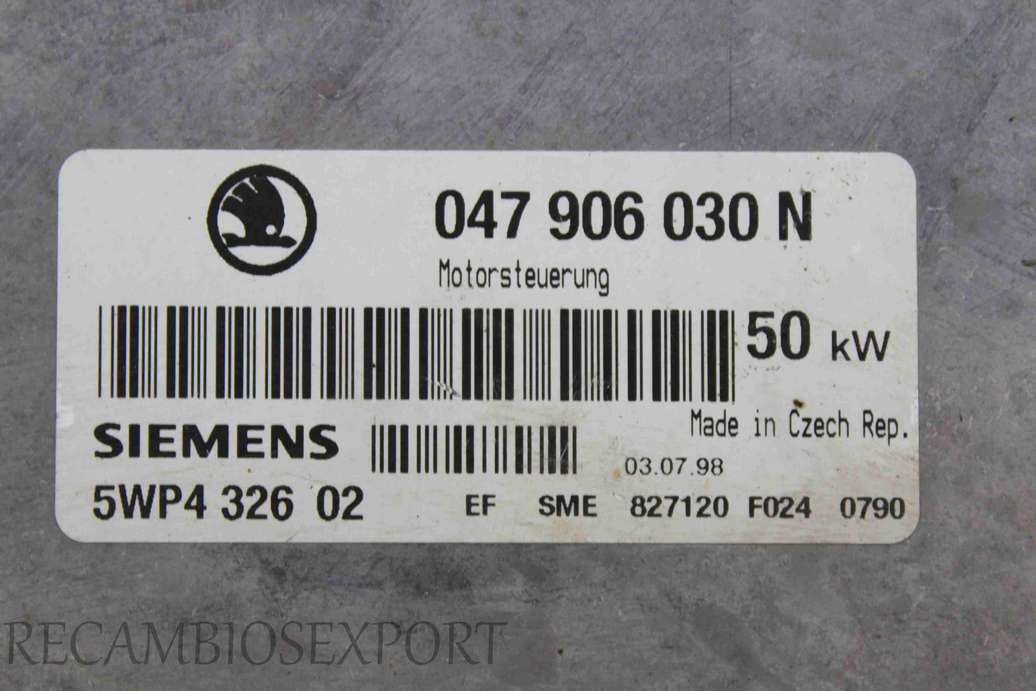 047 906 030 N
Motorsteuerung
50 kW
Made in Czech Rep.
SIEMENS
03.07.98
5WP4 326 02 EF SME 827120 F024 0790
RECAMBIOSEXPORT